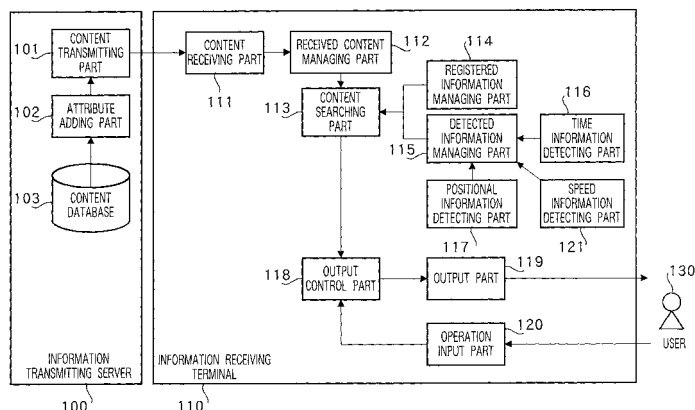 101
CONTENT
TRANSMITTING
PART
102
ATTRIBUTE
ADDING PART
103
CONTENT
DATABASE
INFORMATION
TRANSMITTING SERVER
100
CONTENT
RECEIVING PART
111
RECEIVED CONTENT
MANAGING PART
112
113
CONTENT
SEARCHING
PART
114
REGISTERED
INFORMATION
MANAGING PART
115
DETECTED
INFORMATION
MANAGING PART
116
TIME
INFORMATION
DETECTING PART
POSITIONAL
INFORMATION
DETECTING PART
117
SPEED
INFORMATION
DETECTING PART
121
118
OUTPUT
CONTROL PART
119
OUTPUT PART
120
OPERATION
INPUT PART
130
USER
INFORMATION RECEIVING
TERMINAL
110